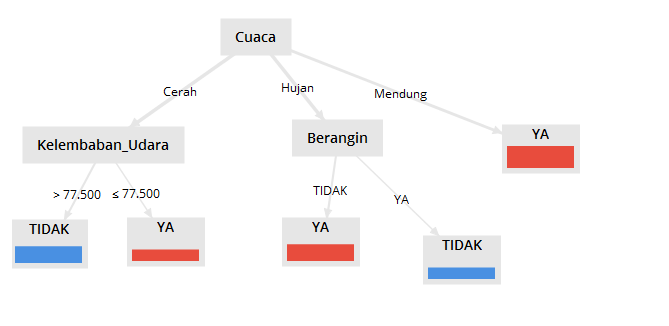 Cuaca
Cerah
Hujan
Mendung
Kelembaban_Udara
Berangin
YA
> 77.500
≤ 77.500
TIDAK
YA
TIDAK
YA
YA
TIDAK